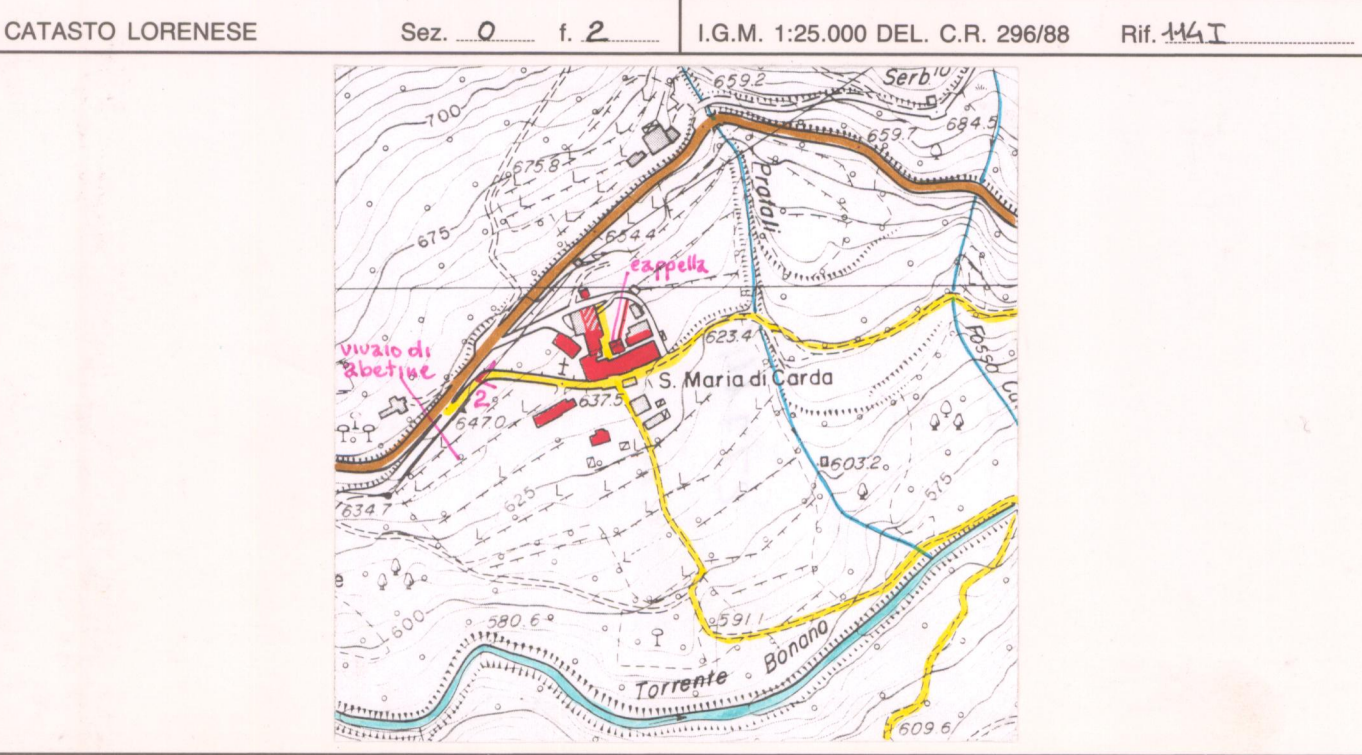 CATASTO LORENESE Sez. O f. 2 I.G.M. 1:25.000 DEL. C.R. 296/88 Rif. 114 I
659.2
Serb.io
700
659.7
684.5
675.8
Pratali
675
654.4
cappella
vivaio di
abetine
623.4
Fosso
S. Maria di Carda
2
637.5
647.0
603.2
625
575
634.7
e
600
580.6
591.1
Torrente Bonano
609.6